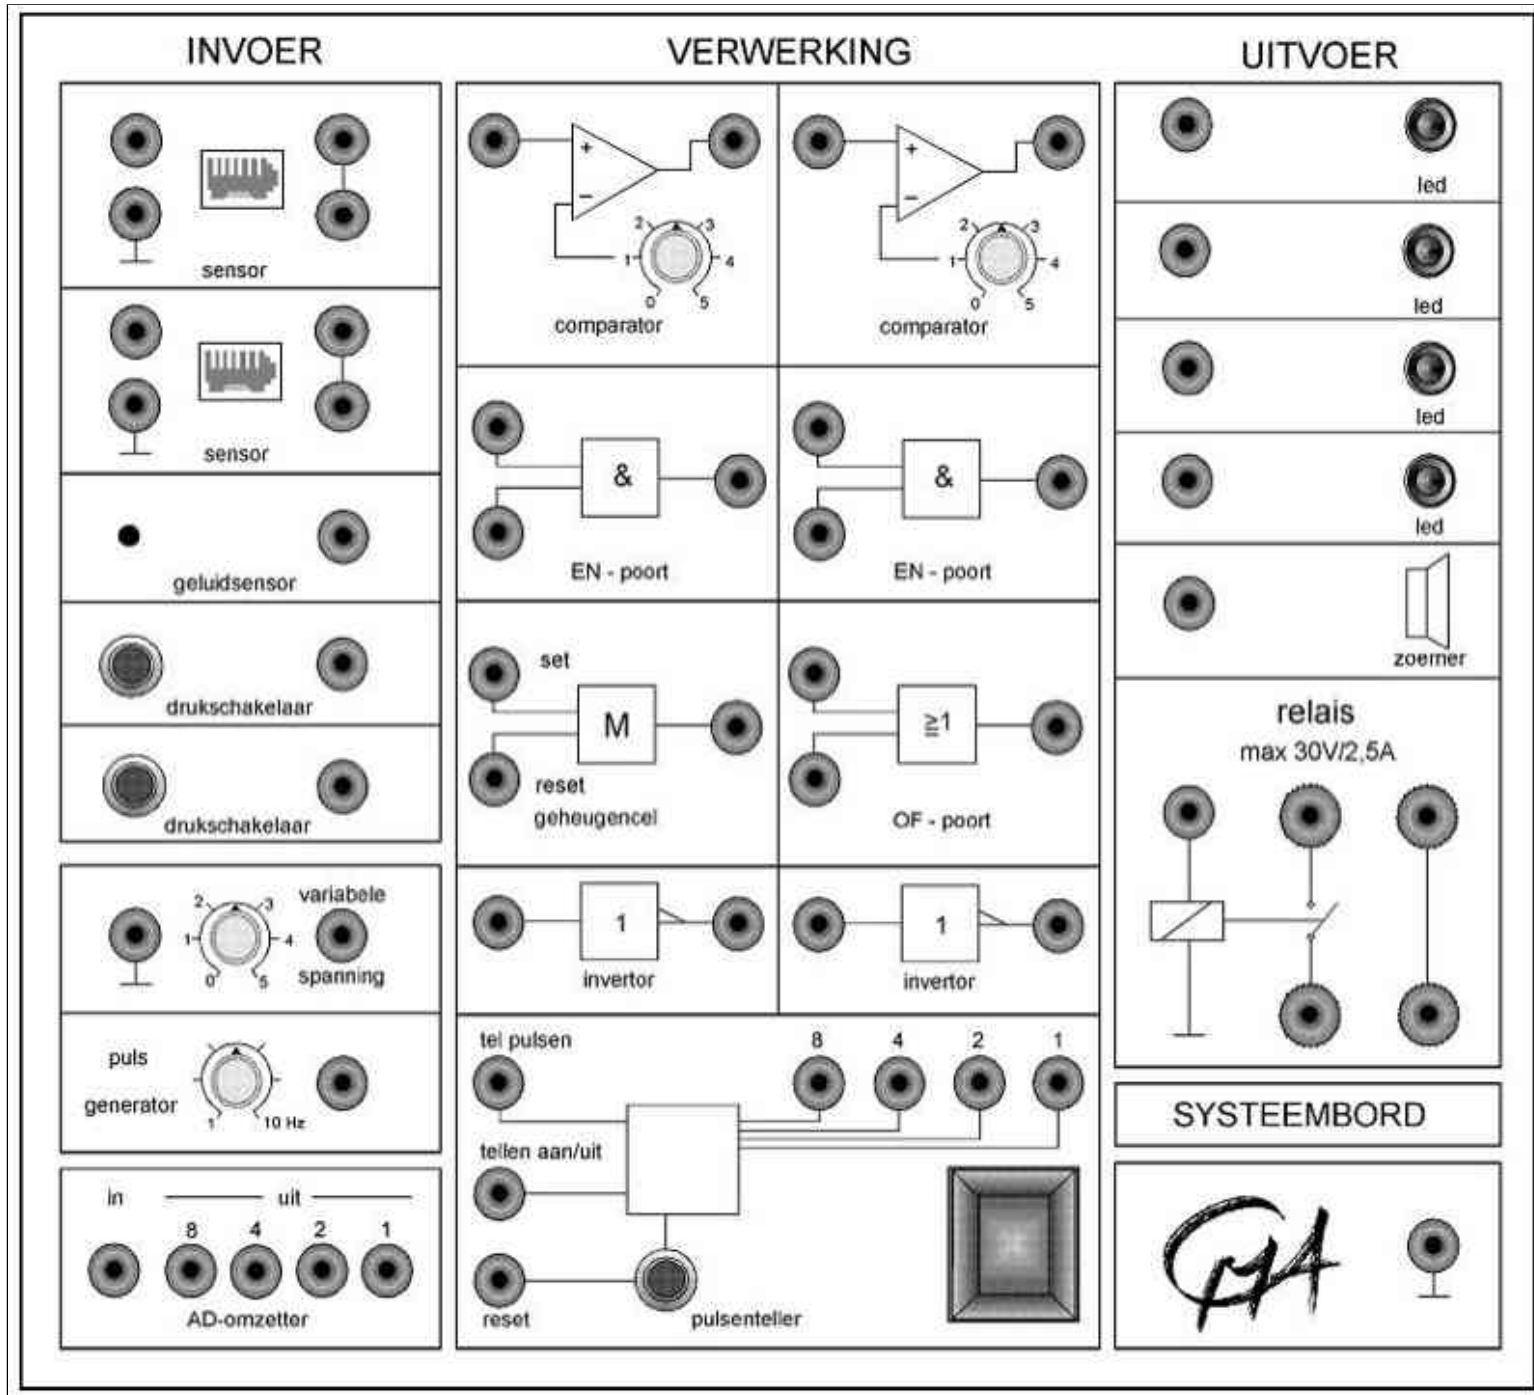 INVOER
sensor
sensor
geluidsensor
drukschakelaar
drukschakelaar
variabele
0 1 2 3 4 5
spanning
puls
generator
1 10 Hz
in uit
8 4 2 1
AD-omzetter
VERWERKING
+ +
− −
0 1 2 3 4 5
0 1 2 3 4 5
comparator comparator
& &
EN - poort EN - poort
set
M ≧1
reset
geheugencel OF - poort
1 1
invertor invertor
tel pulsen 8 4 2 1
tellen aan/uit
reset pulsenteller
UITVOER
led
led
led
led
zoemer
relais
max 30V/2,5A
SYSTEEMBORD
CMA